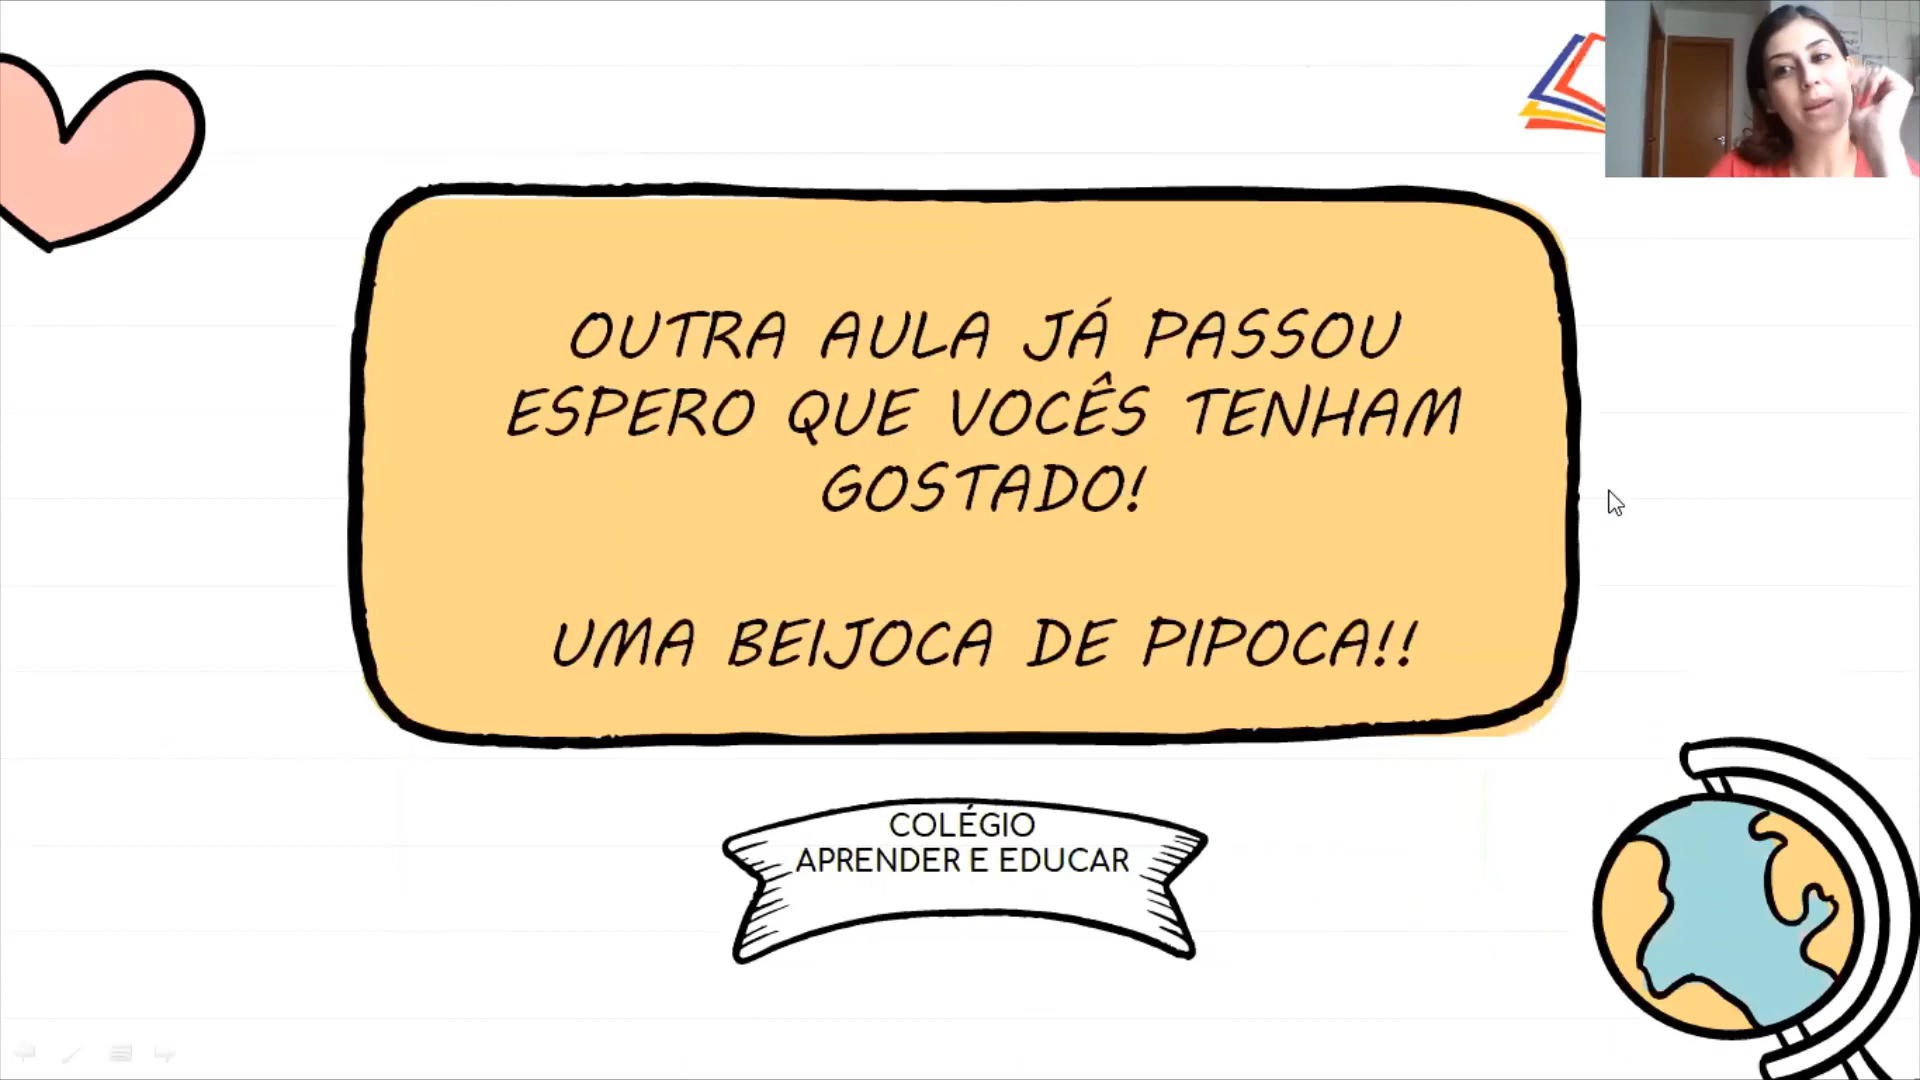 OUTRA AULA JÁ PASSOU
ESPERO QUE VOCÊS TENHAM
GOSTADO!
UMA BEIJOCA DE PIPOCA!!
COLÉGIO
APRENDER E EDUCAR